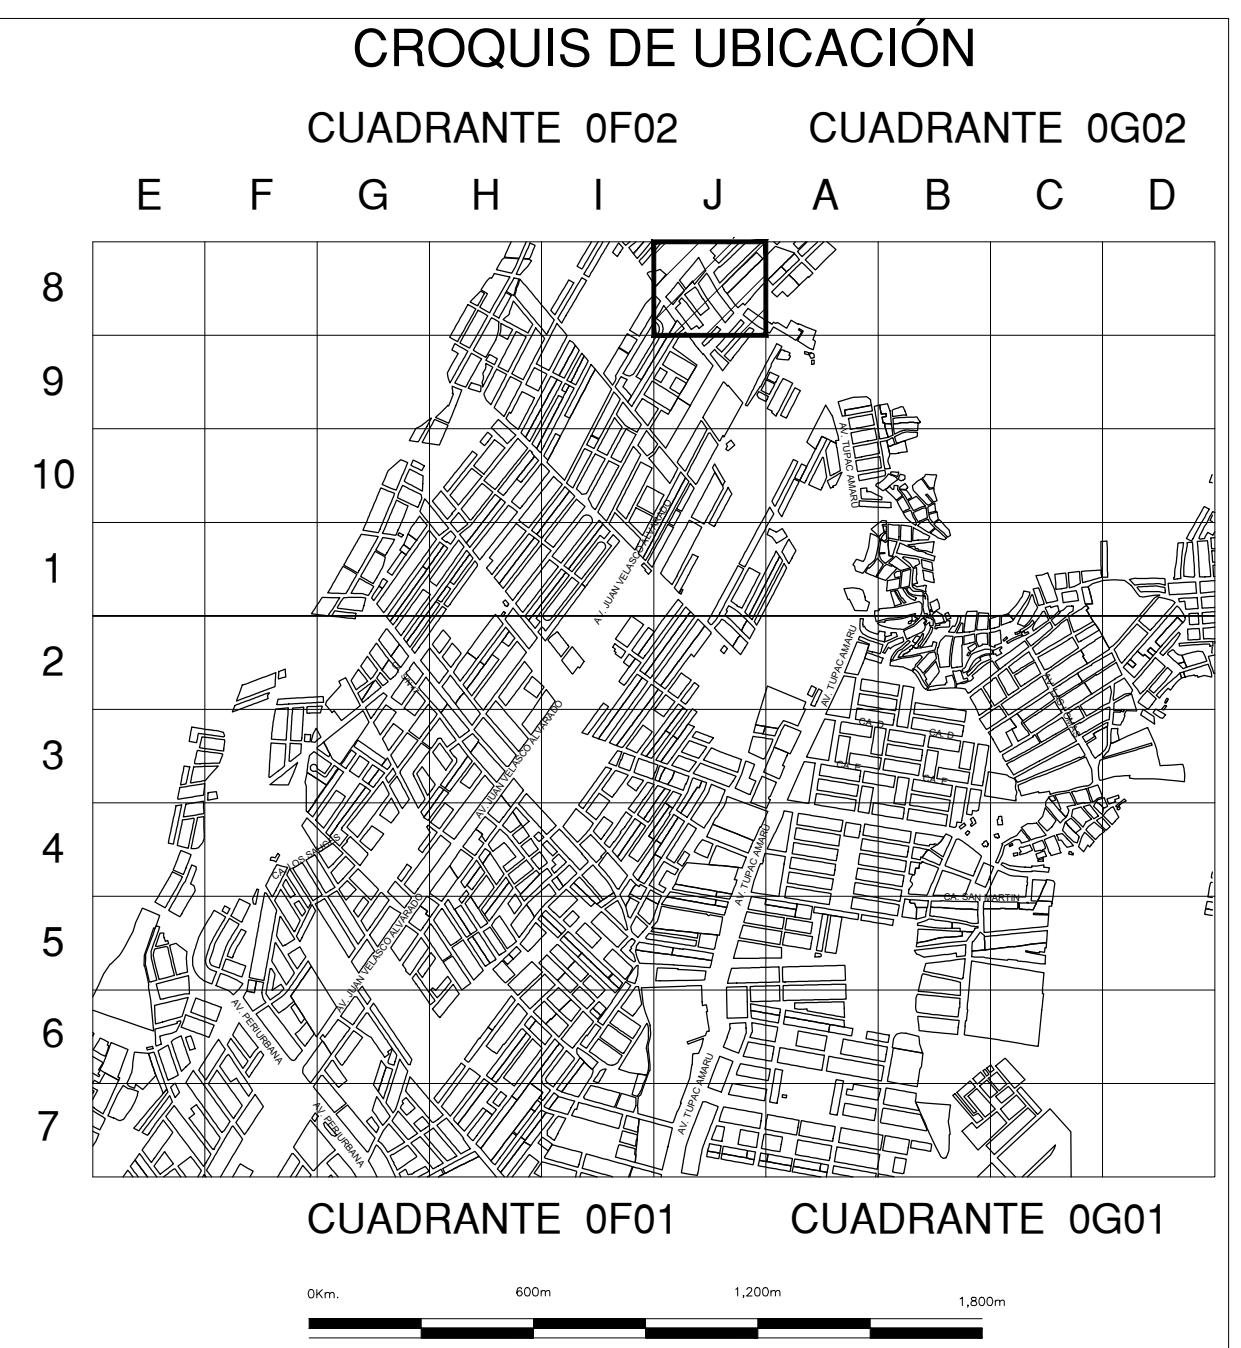 CROQUIS DE UBICACIÓN
CUADRANTE 0F02
CUADRANTE 0G02
E F G H I J A B C D
8
9
10
1
2
3
4
5
6
7
AV. TUPAC AMARU
AV. JUAN VELASCO ALVARADO
AV. TUPAC AMARU
AV. JUAN VELASCO ALVARADO
CA. D
CA. E
CA. E
AV. TUPAC AMARU
CA. SAN MARTIN
AV. JUAN VELASCO ALVARADO
AV. PERIURBANA
AV. TUPAC AMARU
AV. PERIURBANA
CUADRANTE 0F01
CUADRANTE 0G01
0Km.
600m
1,200m
1,800m